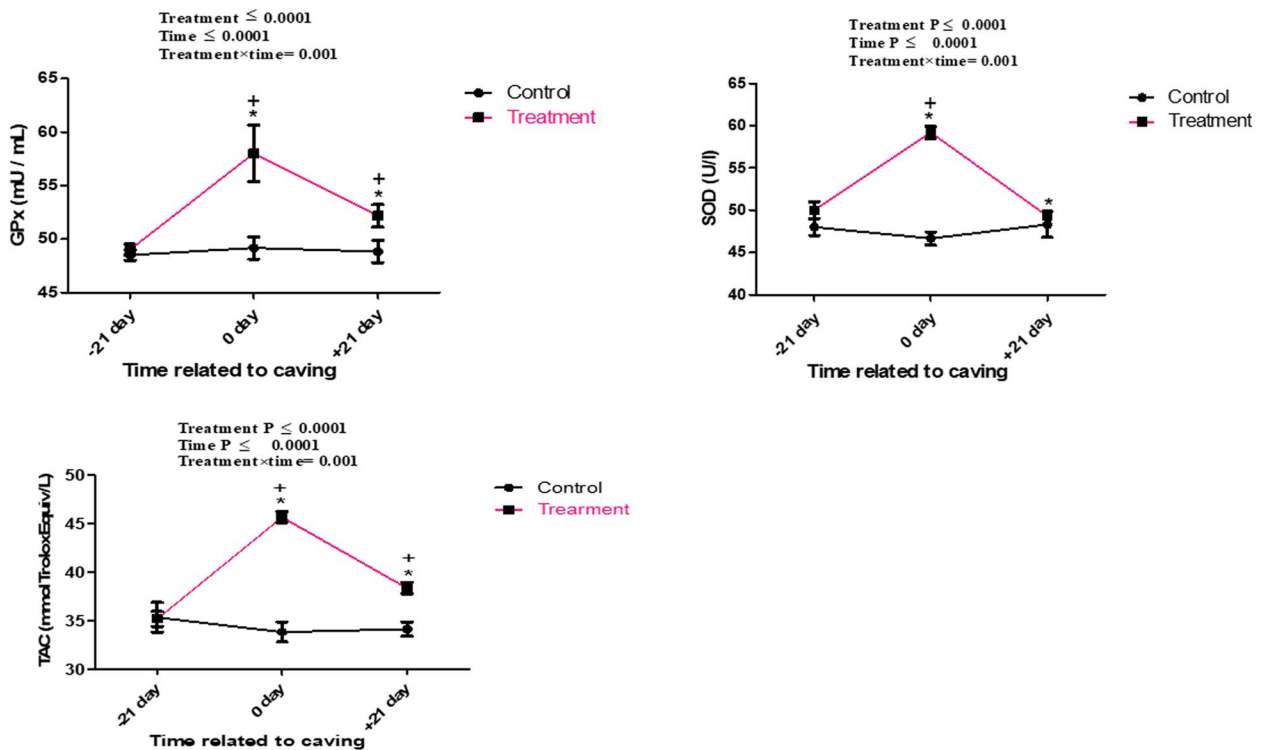 Treatment ≤ 0.0001
Time ≤ 0.0001
Treatment×time= 0.001
65
60
55
50
45
GPx (mU / mL)
+
*
+
*
Control
Treatment
-21 day
0 day
+21 day
Time related to caving
Treatment P ≤ 0.0001
Time P ≤ 0.0001
Treatment×time= 0.001
65
60
55
50
45
40
SOD (U/l)
+
*
*
Control
Treatment
-21 day
0 day
+21 day
Time related to caving
Treatment P ≤ 0.0001
Time P ≤ 0.0001
Treatment×time= 0.001
50
45
40
35
30
TAC (mmolTroloxEquiv/L)
+
*
+
*
Control
Trearment
-21 day
0 day
+21 day
Time related to caving